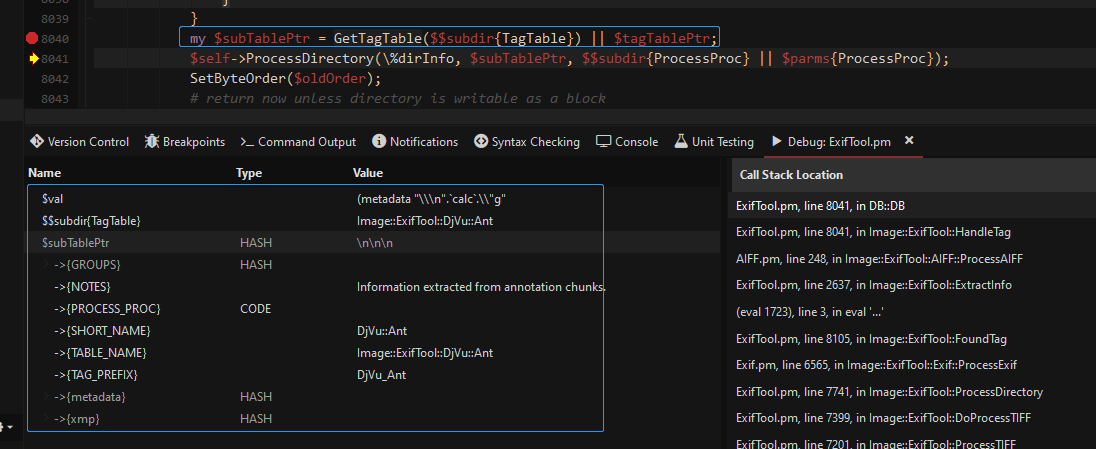 8038 }
8039 }
8040 my $subTablePtr = GetTagTable($$subdir{TagTable}) || $tagTablePtr;
8041 $self->ProcessDirectory(\%dirInfo, $subTablePtr, $$subdir{ProcessProc} || $parms{ProcessProc});
8042 SetByteOrder($oldOrder);
8043 # return now unless directory is writable as a block
Version Control Breakpoints Command Output Notifications Syntax Checking Console Unit Testing Debug: ExifTool.pm ×
Name Type Value
$val (metadata "\\\n".`calc`.\\"g"
$$subdir{TagTable} Image::ExifTool::DjVu::Ant
$subTablePtr HASH \n\n\n
->{GROUPS} HASH
->{NOTES} Information extracted from annotation chunks.
->{PROCESS_PROC} CODE
->{SHORT_NAME} DjVu::Ant
->{TABLE_NAME} Image::ExifTool::DjVu::Ant
->{TAG_PREFIX} DjVu_Ant
->{metadata} HASH
->{xmp} HASH
Call Stack Location
ExifTool.pm, line 8041, in DB::DB
ExifTool.pm, line 8041, in Image::ExifTool::HandleTag
AIFF.pm, line 248, in Image::ExifTool::AIFF::ProcessAIFF
ExifTool.pm, line 2637, in Image::ExifTool::ExtractInfo
(eval 1723), line 3, in eval '...'
ExifTool.pm, line 8105, in Image::ExifTool::FoundTag
Exif.pm, line 6565, in Image::ExifTool::Exif::ProcessExif
ExifTool.pm, line 7741, in Image::ExifTool::ProcessDirectory
ExifTool.pm, line 7399, in Image::ExifTool::DoProcessTIFF
ExifTool.pm, line 7201, in Image::ExifTool::ProcessTIFF